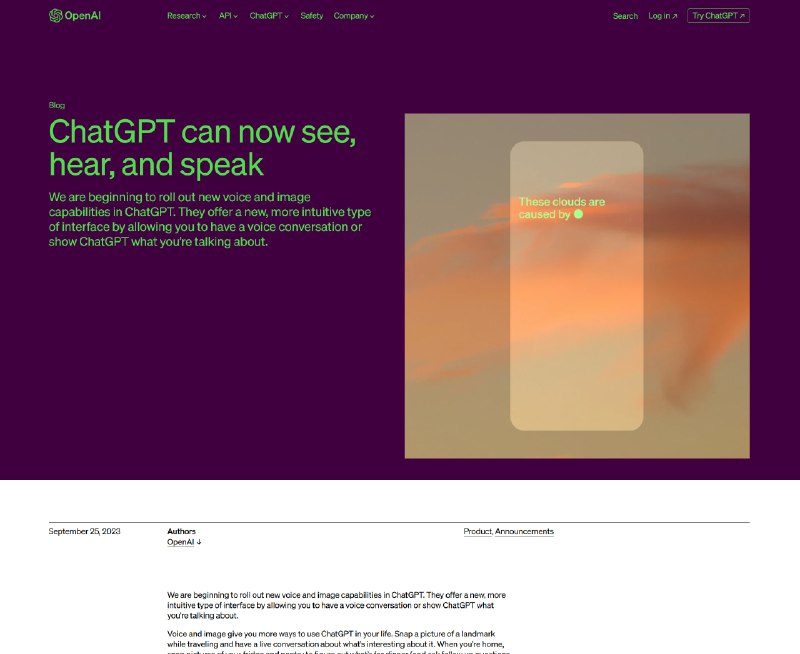 OpenAI
Research
API
ChatGPT
Safety
Company
Search
Log in ↗
Try ChatGPT ↗
Blog
ChatGPT can now see,
hear, and speak
We are beginning to roll out new voice and image
capabilities in ChatGPT. They offer a new, more intuitive type
of interface by allowing you to have a voice conversation or
show ChatGPT what you're talking about.
These clouds are
caused by
September 25, 2023
Authors
OpenAI ↓
Product, Announcements
We are beginning to roll out new voice and image capabilities in ChatGPT. They offer a new, more
intuitive type of interface by allowing you to have a voice conversation or show ChatGPT what
you're talking about.
Voice and image give you more ways to use ChatGPT in your life. Snap a picture of a landmark
while traveling and have a live conversation about what's interesting about it. When you're home,